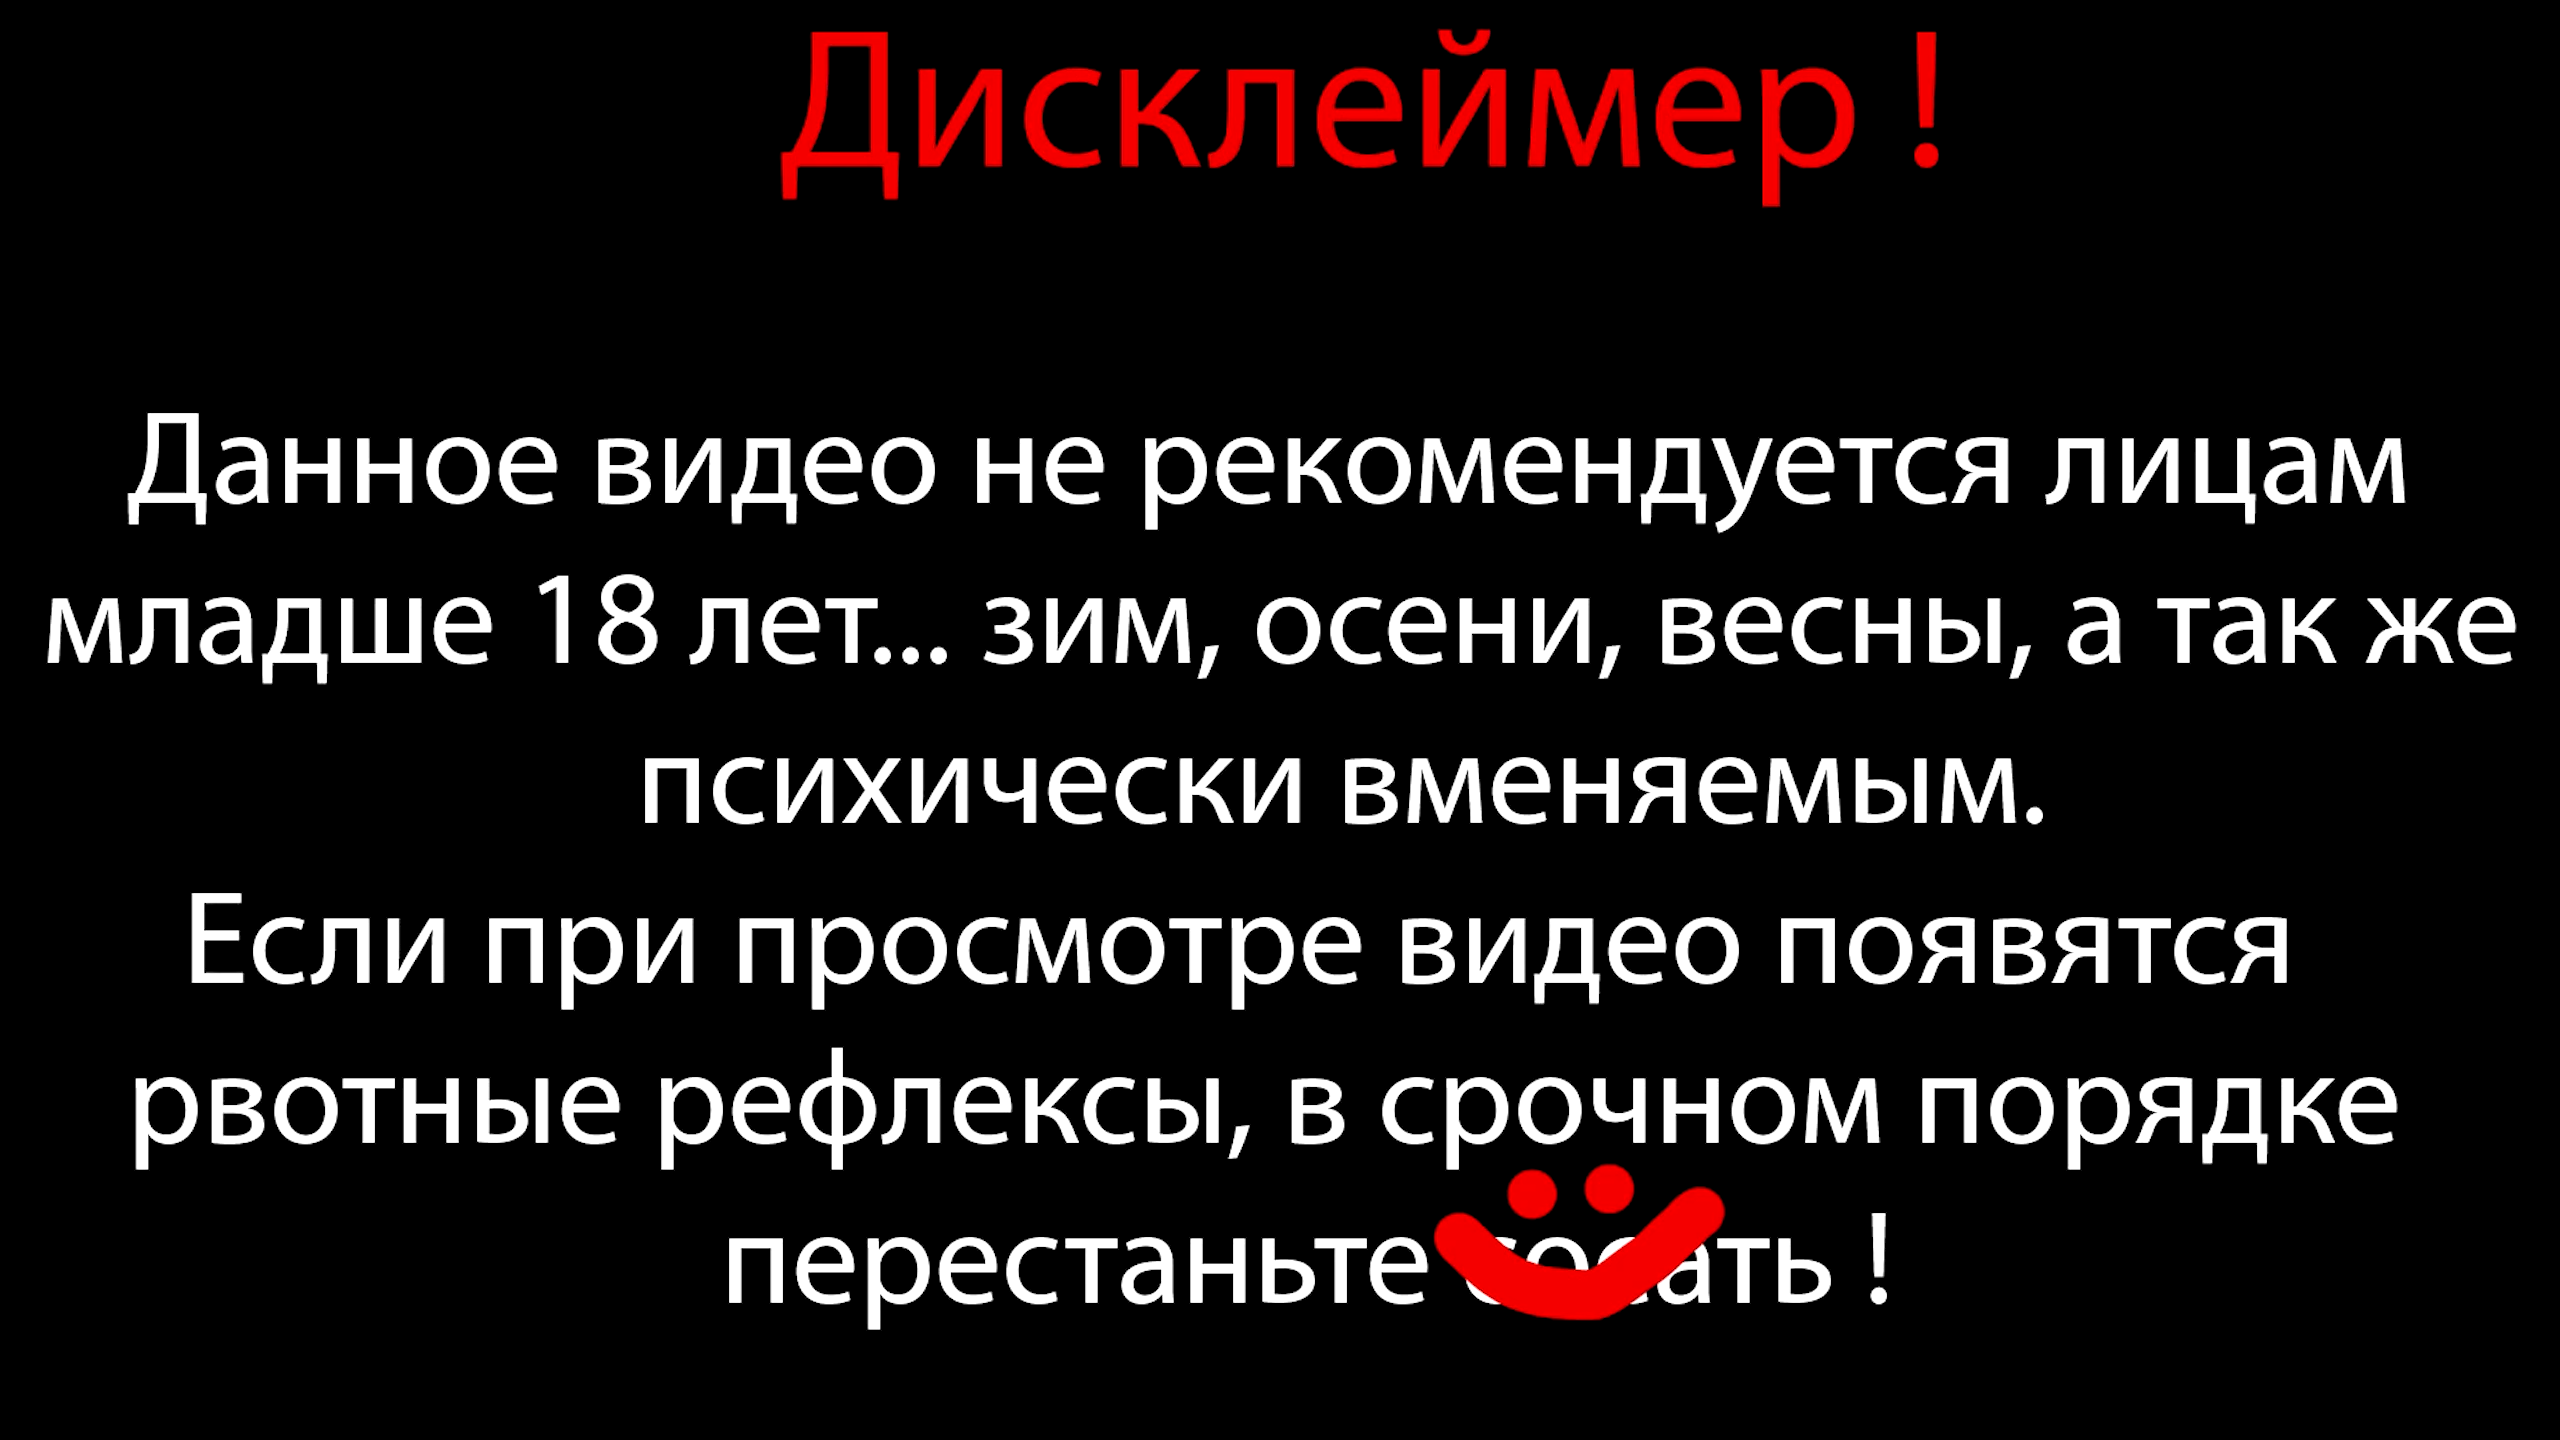 Дисклеймер !
Данное видео не рекомендуется лицам
младше 18 лет... зим, осени, весны, а так же
психически вменяемым.
Если при просмотре видео появятся
рвотные рефлексы, в срочном порядке
перестаньте сосать !